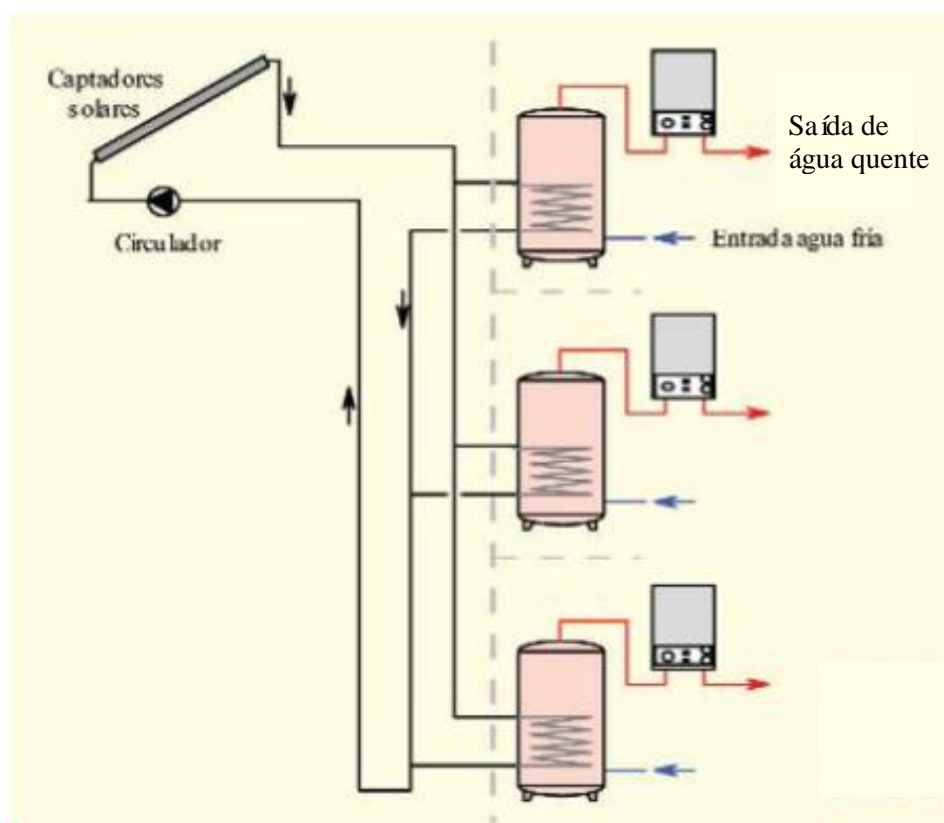 Captadores
solares
Circulador
Saída de
água quente
Entrada agua fría